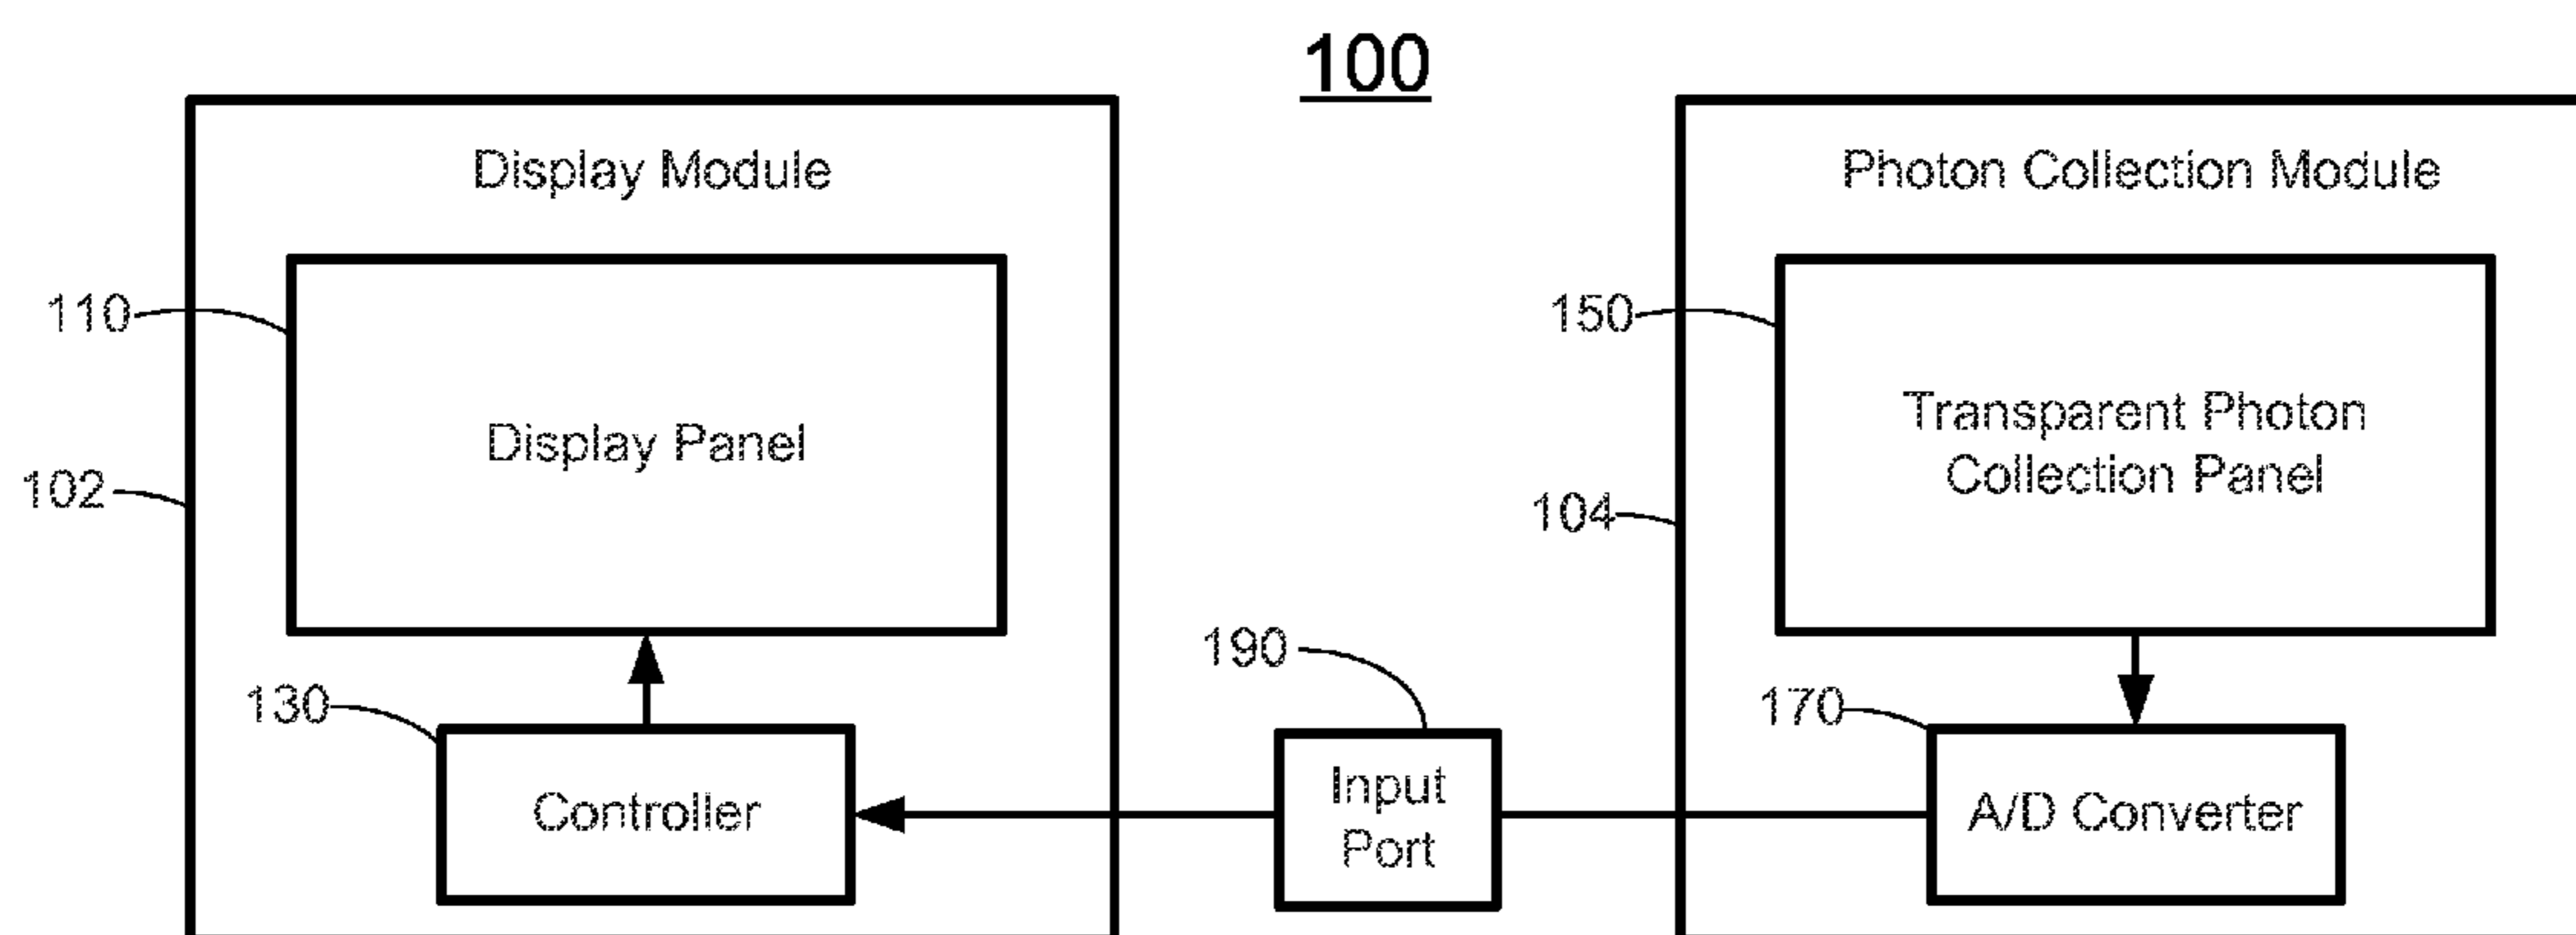 100
Display Module
Photon Collection Module
110
Display Panel
150
Transparent Photon
Collection Panel
102
104
190
130
Controller
Input
Port
170
A/D Converter